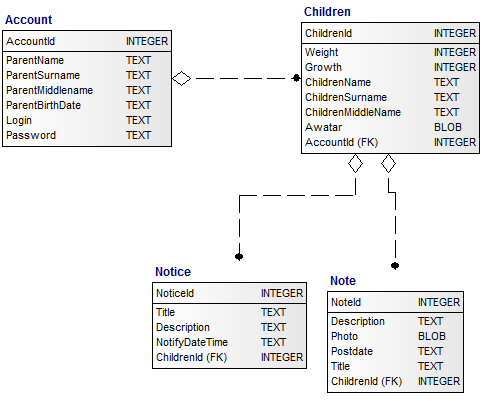 Account
AccountId INTEGER
ParentName TEXT
ParentSurname TEXT
ParentMiddlename TEXT
ParentBirthDate TEXT
Login TEXT
Password TEXT
Children
ChildrenId INTEGER
Weight INTEGER
Growth INTEGER
ChildrenName TEXT
ChildrenSurname TEXT
ChildrenMiddleName TEXT
Awatar BLOB
AccountId (FK) INTEGER
Notice
NoticeId INTEGER
Title TEXT
Description TEXT
NotifyDateTime TEXT
ChildrenId (FK) INTEGER
Note
NoteId INTEGER
Description TEXT
Photo BLOB
Postdate TEXT
Title TEXT
ChildrenId (FK) INTEGER